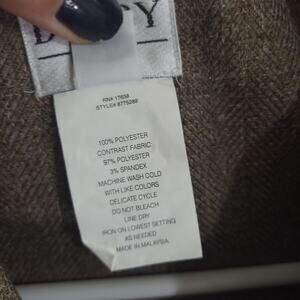 RN# 17638
STYLE# 8775289
100% POLYESTER
CONTRAST FABRIC
97% POLYESTER
3% SPANDEX
MACHINE WASH COLD
WITH LIKE COLORS
DELICATE CYCLE
DO NOT BLEACH
LINE DRY
IRON ON LOWEST SETTING
AS NEEDED
MADE IN MALAYSIA